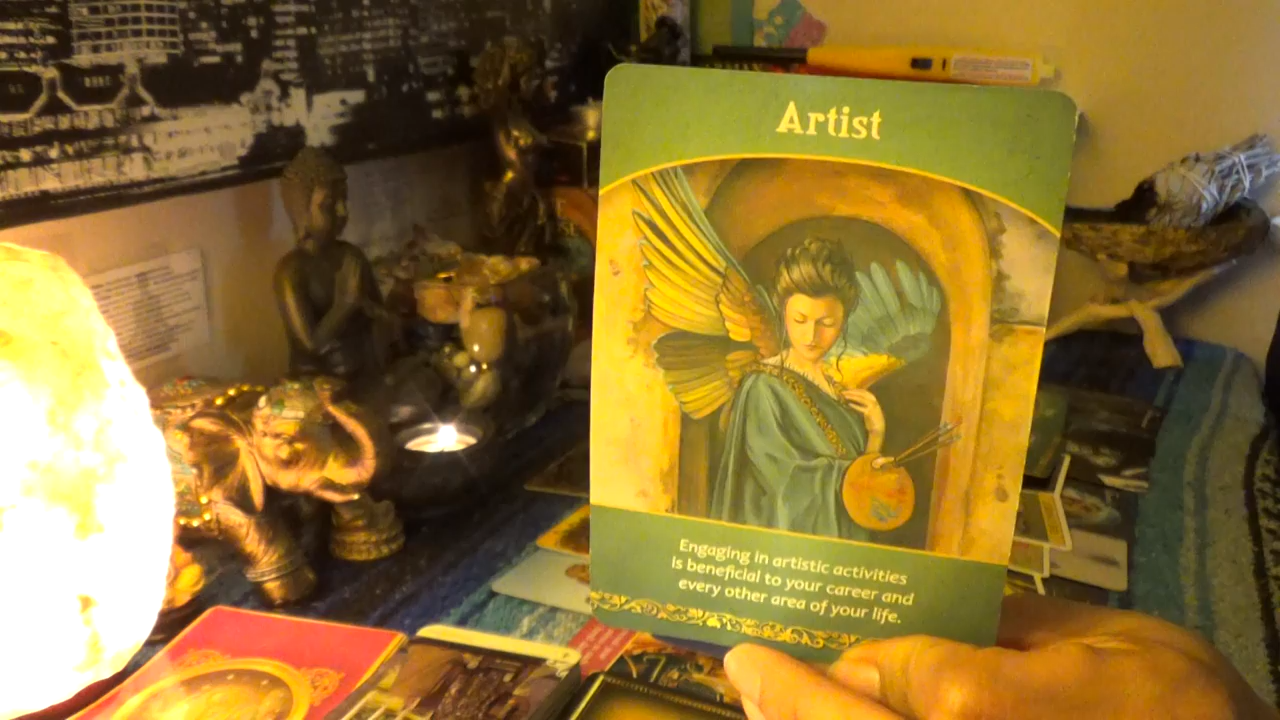 Artist
Engaging in artistic activities
is beneficial to your career and
every other area of your life.